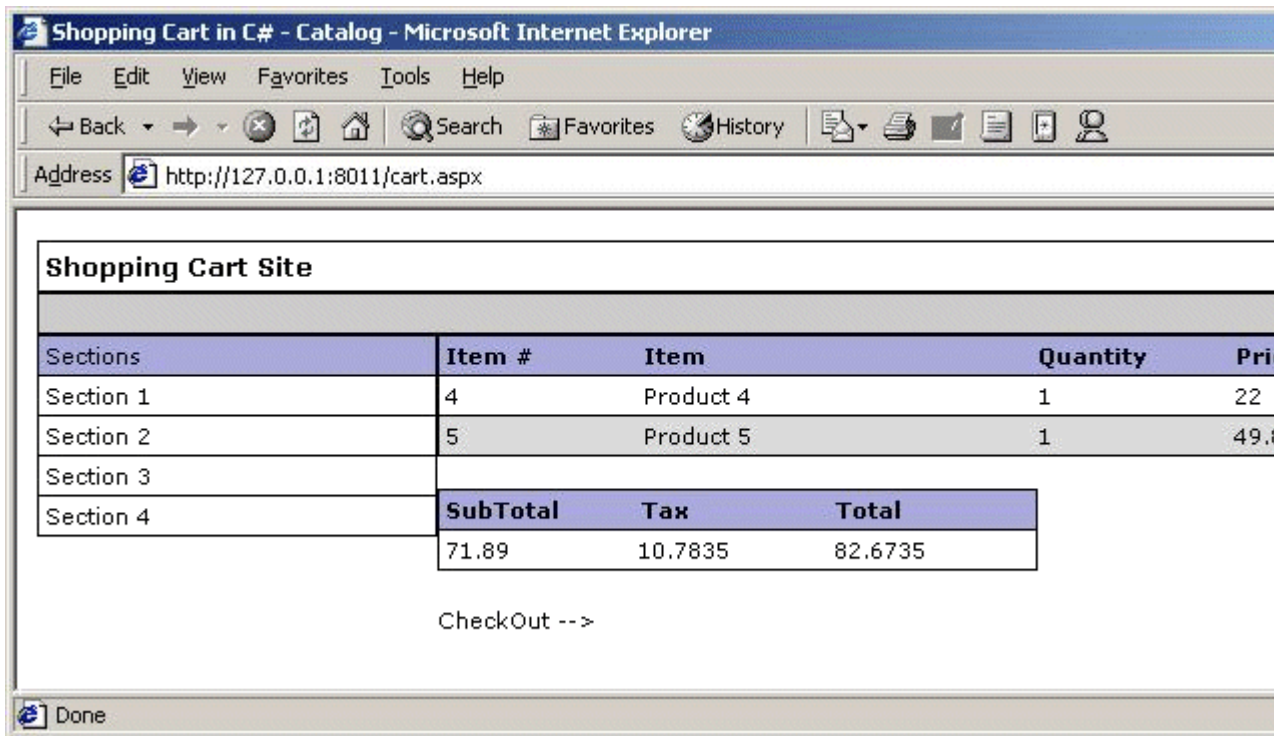 Shopping Cart in C# - Catalog - Microsoft Internet Explorer
File Edit View Favorites Tools Help
Back Search Favorites History
Address http://127.0.0.1:8011/cart.aspx
Shopping Cart Site
Sections Item # Item Quantity Pri
Section 1 4 Product 4 1 22
Section 2 5 Product 5 1 49.8
Section 3
Section 4
SubTotal Tax Total
71.89 10.7835 82.6735
CheckOut -->
Done